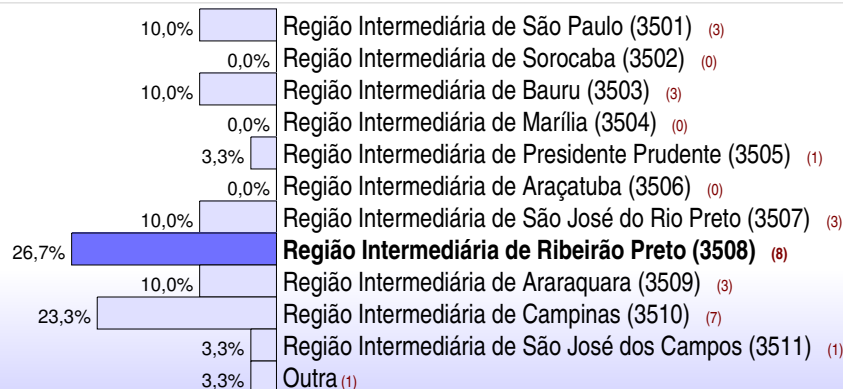 10,0% Região Intermediária de São Paulo (3501) (3)
0,0% Região Intermediária de Sorocaba (3502) (0)
10,0% Região Intermediária de Bauru (3503) (3)
0,0% Região Intermediária de Marília (3504) (0)
3,3% Região Intermediária de Presidente Prudente (3505) (1)
0,0% Região Intermediária de Araçatuba (3506) (0)
10,0% Região Intermediária de São José do Rio Preto (3507) (3)
26,7% Região Intermediária de Ribeirão Preto (3508) (8)
10,0% Região Intermediária de Araraquara (3509) (3)
23,3% Região Intermediária de Campinas (3510) (7)
3,3% Região Intermediária de São José dos Campos (3511) (1)
3,3% Outra (1)